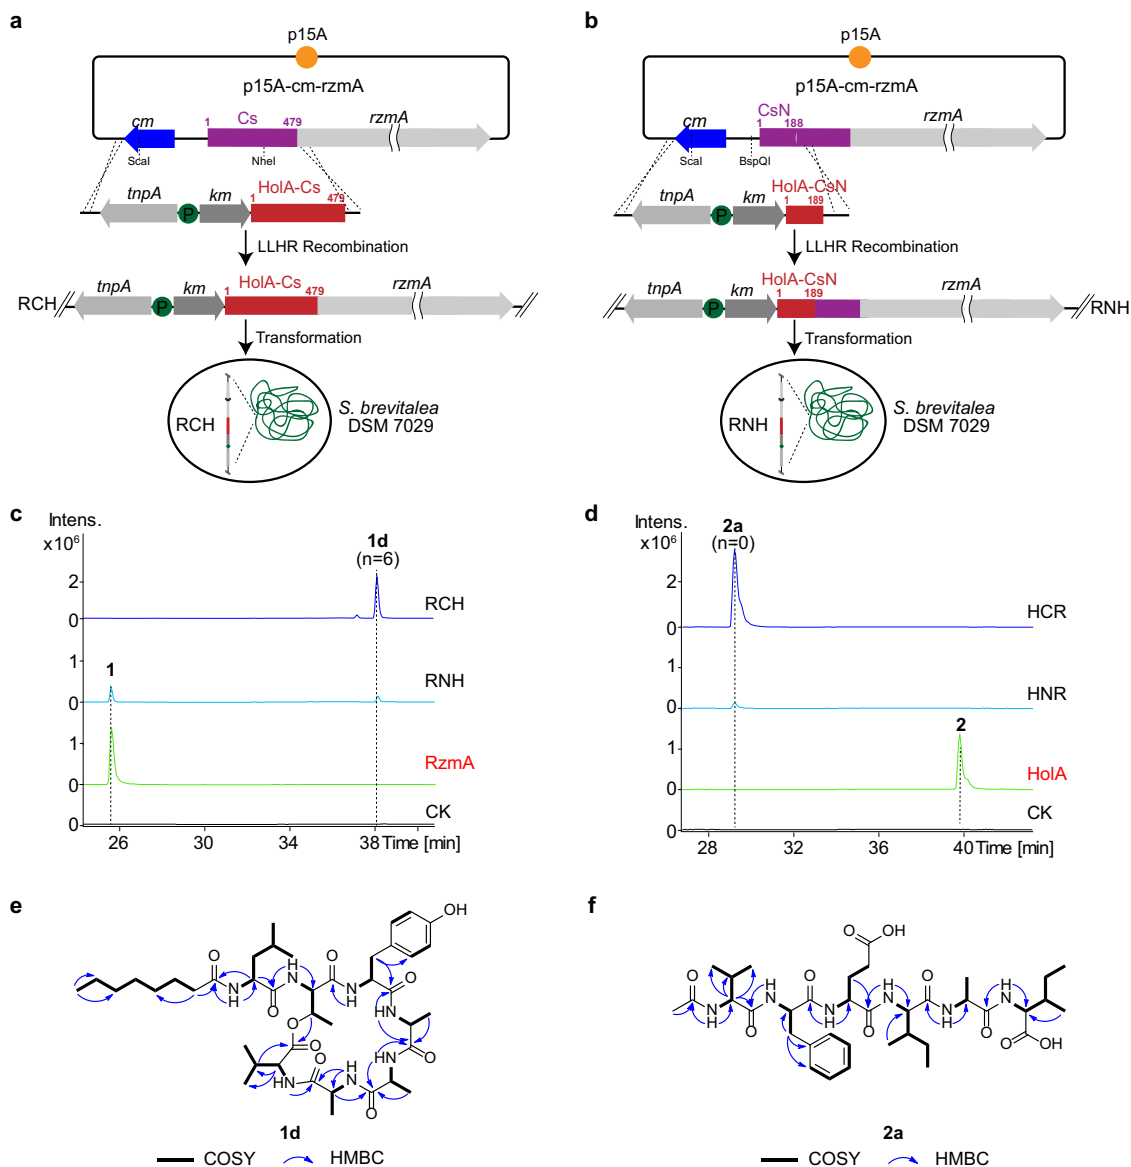 a
p15A
p15A-cm-rzmA
cm
1
Cs
479
rzmA
ScaI
NheI
tnpA
P
km
HolA-Cs
1
479
LLHR Recombination
RCH
tnpA
P
km
HolA-Cs
1
479
rzmA
Transformation
RCH
S. brevitalea
DSM 7029
b
p15A
p15A-cm-rzmA
cm
CsN
1
188
rzmA
ScaI
BspQI
tnpA
P
km
HolA-CsN
1
189
LLHR Recombination
tnpA
P
km
HolA-CsN
1
189
rzmA
RNH
Transformation
RNH
S. brevitalea
DSM 7029
c
Intens.
x10⁶
1d
(n=6)
2
0
RCH
1
0
1
RNH
1
0
RzmA
0
CK
26 30 34 38 Time [min]
d
Intens.
x10⁶
2a
(n=0)
2
0
HCR
1
0
HNR
1
0
2
HolA
0
CK
28 32 36 40 Time [min]
e
OH
O
N
H
O
H
N
O
O
N
H
O
NH
O
NH
O
H
N
O
NH
O
O
1d
COSY HMBC
f
O
N
H
O
H
N
O
N
H
O
OH
O
H
N
O
N
H
O
H
N
O
OH
2a
COSY HMBC